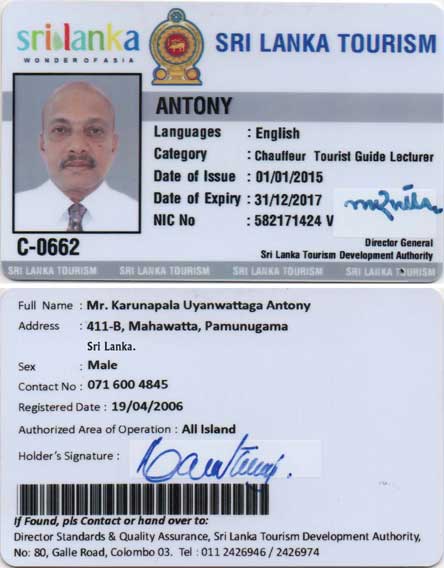 sri lanka
WONDER OF ASIA
SRI LANKA TOURISM
ANTONY
Languages : English
Category : Chauffeur Tourist Guide Lecturer
Date of Issue : 01/01/2015
Date of Expiry : 31/12/2017
NIC No : 582171424 V
C-0662
Director General
Sri Lanka Tourism Development Authority
SRI LANKA TOURISM SRI LANKA TOURISM SRI LANKA TOURISM SRI LANKA TOURISM
Full Name : Mr. Karunapala Uyanwattaga Antony
Address : 411-B, Mahawatta, Pamunugama
Sri Lanka.
Sex : Male
Contact No : 071 600 4845
Registered Date : 19/04/2006
Authorized Area of Operation : All Island
Holder's Signature :
If Found, pls Contact or hand over to:
Director Standards & Quality Assurance, Sri Lanka Tourism Development Authority,
No: 80, Galle Road, Colombo 03. Tel : 011 2426946 / 2426974